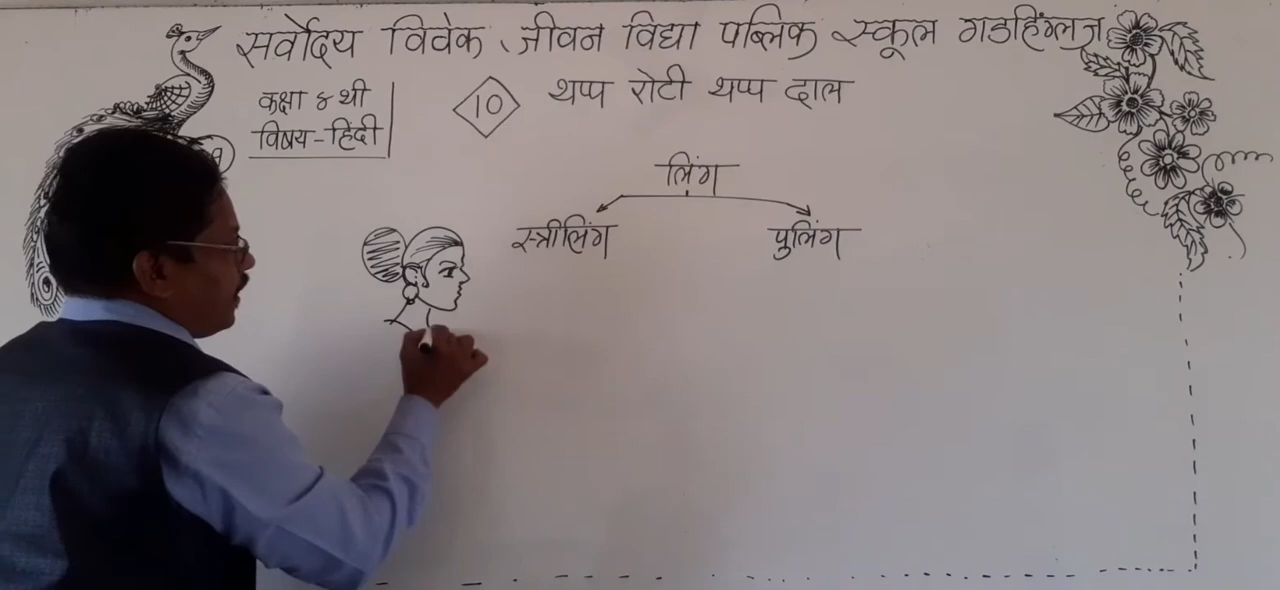 सर्वोदय विवेक, जीवन विद्या पब्लिक स्कूल गडहिंग्लज
कक्षा ४ थी
विषय-हिंदी
10
थप्प रोटी थप्प दाल
लिंग
स्त्रीलिंग
पुलिंग